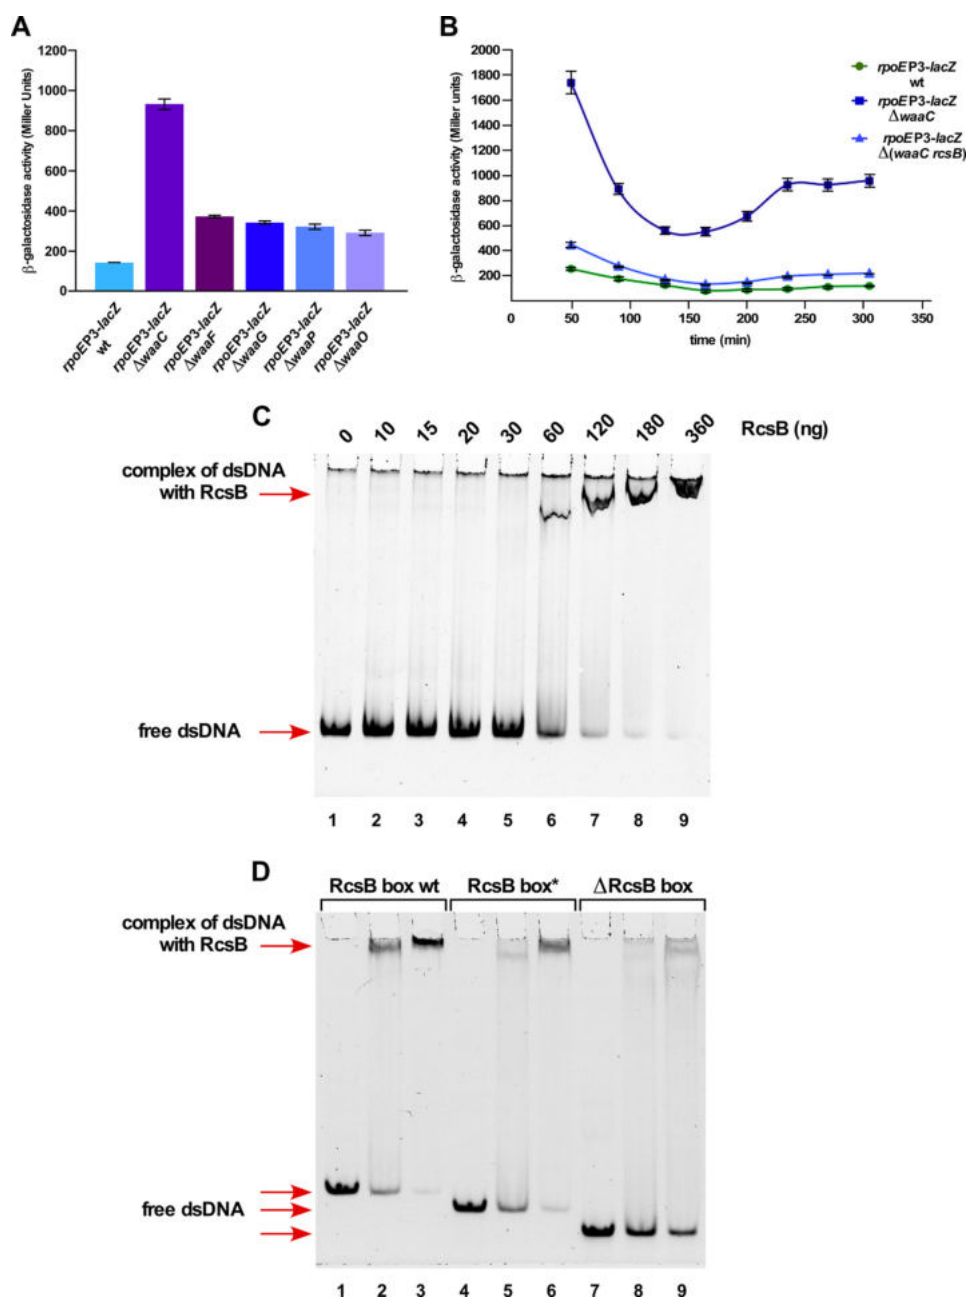 A
β-galactosidase activity (Miller Units)
1200
1000
800
600
400
200
0
rpoEP3-lacZ
wt
rpoEP3-lacZ
ΔwaaC
rpoEP3-lacZ
ΔwaaF
rpoEP3-lacZ
ΔwaaG
rpoEP3-lacZ
ΔwaaP
rpoEP3-lacZ
ΔwaaO
B
β-galactosidase activity (Miller Units)
2000
1800
1600
1400
1200
1000
800
600
400
200
0 50 100 150 200 250 300 350
time (min)
rpoEP3-lacZ
wt
rpoEP3-lacZ
ΔwaaC
rpoEP3-lacZ
Δ(waaC rcsB)
C
0 10 15 20 30 60 120 180 360 RcsB (ng)
complex of dsDNA
with RcsB
free dsDNA
1 2 3 4 5 6 7 8 9
D
RcsB box wt RcsB box* ΔRcsB box
complex of dsDNA
with RcsB
free dsDNA
1 2 3 4 5 6 7 8 9